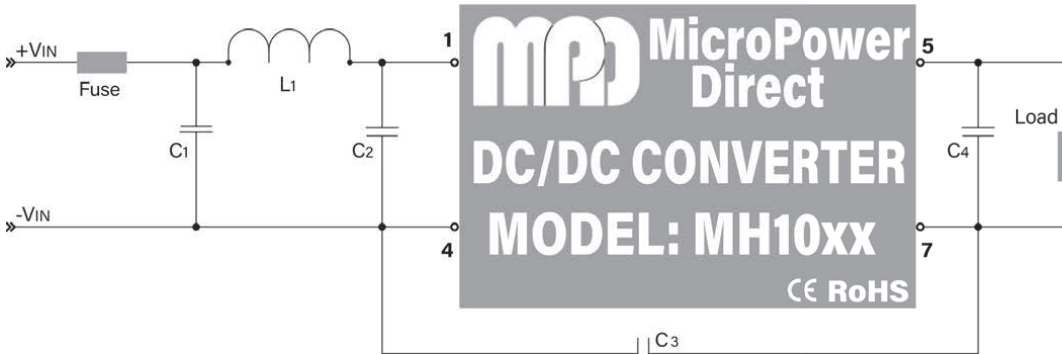 +VIN
Fuse
L1
C1
C2
-VIN
1
4
MPD
MicroPower
Direct
DC/DC CONVERTER
MODEL: MH10xx
CE RoHS
5
7
C4
Load
C3